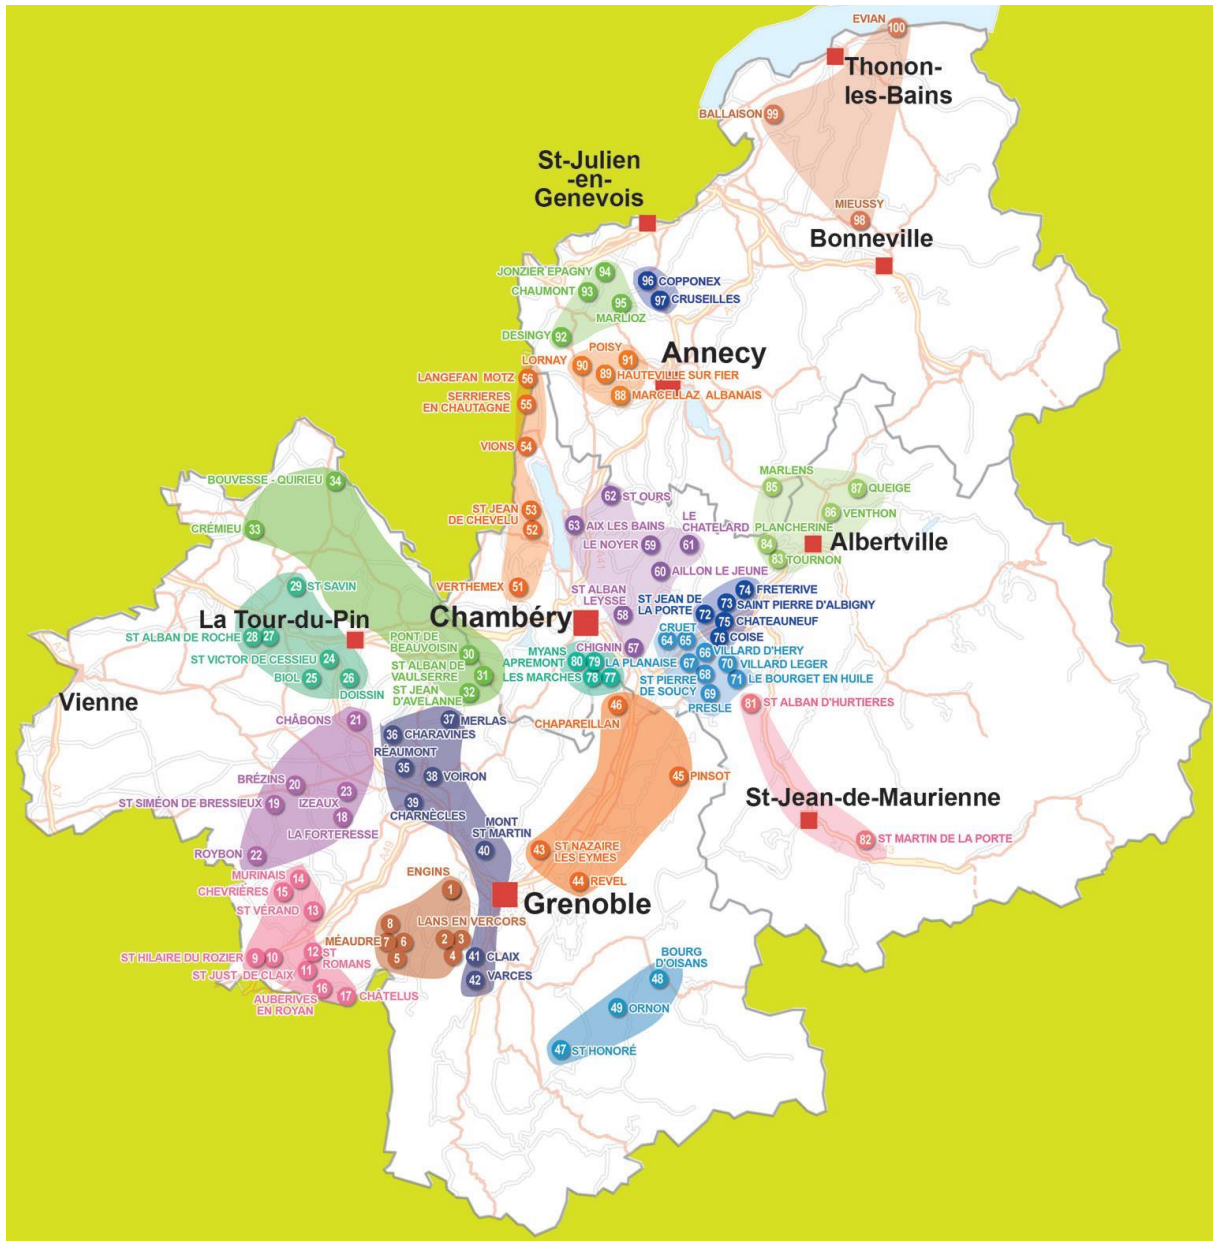 EVIAN
100
Thonon-
les-Bains
BALLAISON
99
St-Julien
-en-
Genevois
MIEUSSY
98
Bonneville
JONZIER EPAGNY
94
CHAUMONT
93
96
COPPONEX
97
CRUSEILLES
A40
95
MARLIOZ
DESINGY
92
POISY
91
Annecy
LORNAY
90
89
HAUTEVILLE SUR FIER
LANGEFAN MOTZ
56
88
MARCELLAZ ALBANAIS
SERRIERES
EN CHAUTAGNE
55
VIONS
54
MARLENS
85
87
QUEIGE
86
VENTHON
PLANCHERINE
84
Albertville
83
TOURNON
BOUVESSE - QUIRIEU
34
CRÉMIEU
33
62
ST OURS
ST JEAN
DE CHEVELU
53
52
63
AIX LES BAINS
LE
CHATELARD
LE NOYER
59
61
A41
60
AILLON LE JEUNE
VERTHEMEX
51
ST ALBAN
LEYSSE
58
29
ST SAVIN
La Tour-du-Pin
Chambéry
ST JEAN DE
LA PORTE
72
74
FRETERIVE
73
SAINT PIERRE D'ALBIGNY
75
CHATEAUNEUF
76
COISE
ST ALBAN DE ROCHE
28
27
PONT DE
BEAUVOISIN
30
CHIGNIN
57
CRUET
64
65
66
VILLARD D'HERY
ST VICTOR DE CESSIEU
24
MYANS
APREMONT
80
79
LA PLANAISE
67
70
VILLARD LEGER
BIOL
25
26
DOISSIN
ST ALBAN DE
VAULSERRE
31
LES MARCHES
78
77
ST PIERRE
DE SOUCY
68
71
LE BOURGET EN HUILE
ST JEAN
D'AVELANNE
32
69
PRESLE
Vienne
81
ST ALBAN D'HURTIERES
CHÂBONS
21
37
MERLAS
46
CHAPAREILLAN
36
CHARAVINES
RÉAUMONT
35
38
VOIRON
45
PINSOT
BRÉZINS
20
23
A7
ST SIMÉON DE BRESSIEUX
19
IZEAUX
18
39
CHARNÈCLES
St-Jean-de-Maurienne
LA FORTERESSE
MONT
ST MARTIN
40
82
ST MARTIN DE LA PORTE
ROYBON
22
A49
43
ST NAZAIRE
LES EYMES
MURINAIS
14
CHEVRIÈRES
15
ENGINS
1
44
REVEL
Grenoble
ST VÉRAND
13
8
LANS EN VERCORS
MÉAUDRE
7
6
2
3
5
4
ST HILAIRE DU ROZIER
9
10
12
ST
ROMANS
41
CLAIX
ST JUST DE CLAIX
11
42
VARCES
BOURG
D'OISANS
48
AUBERIVES
EN ROYAN
16
17
CHÂTELUS
49
ORNON
47
ST HONORÉ